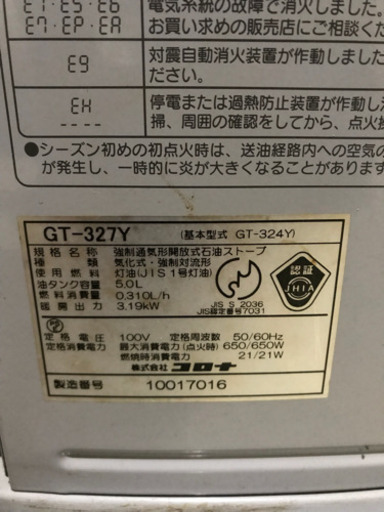 E7・E5・E6
E7・EP・EA
電気系統の故障で消火しました。
お買い求めの販売店にご相談
E9
対震自動消火装置が作動しま
ださい。
EH
停電または過熱防止装置が作動し
掃、周囲の確認をしてから、点火操
●シーズン初めの初点火時は、送油経路内への空気の
が発生し、一時的に炎が大きくなることがあります
GT-327Y (基本型式 GT-324Y)
規格名称 強制通気形開放式石油ストーブ
種類 気化式・強制対流形
使用燃料 灯油(JIS 1号灯油)
油タンク容量 5.0L
燃料消費量 0.310L/h
暖房出力 3.19kW
JIS S 2036
JIS認定番号7031
認証
JHIA
定格電圧 100V 定格周波数 50/60Hz
定格消費電力 最大消費電力(点火時) 650/650W
燃焼時消費電力 21/21W
株式会社 コロナ
製造番号 10017016